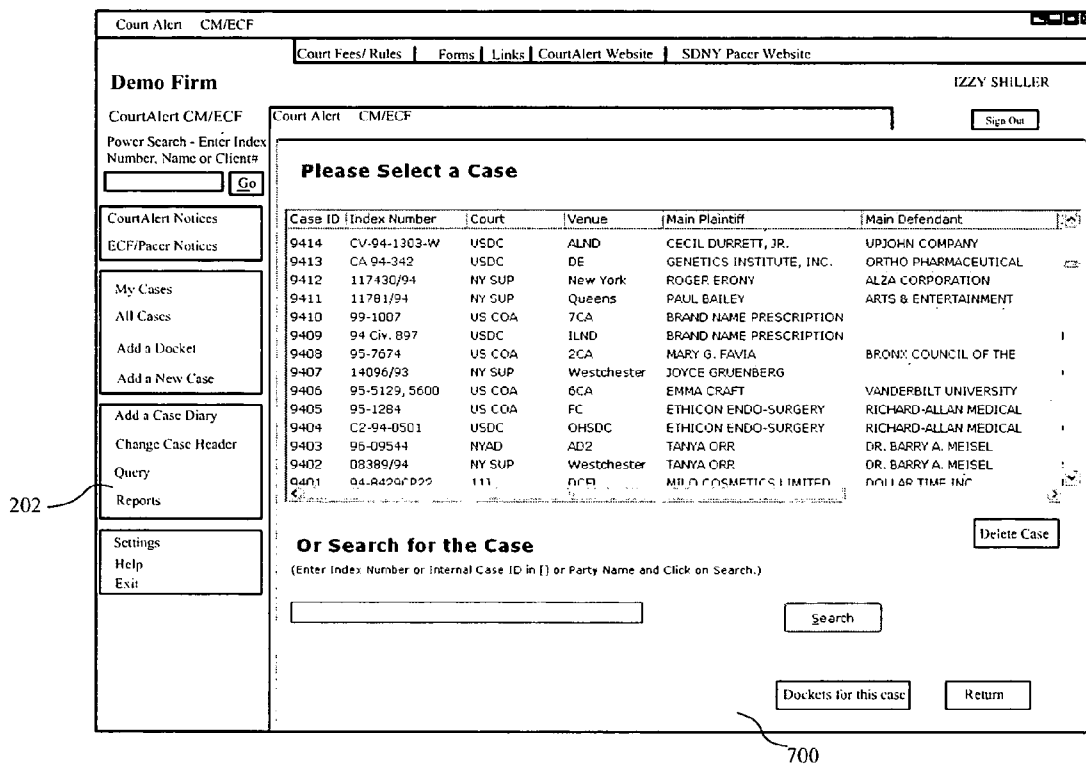 Court Alert CM/ECF
Court Fees/ Rules Forms Links CourtAlert Website SDNY Pacer Website
Demo Firm
IZZY SHILLER
CourtAlert CM/ECF
Court Alert CM/ECF
Sign Out
Power Search - Enter Index
Number, Name or Client#
Go
Please Select a Case
CourtAlert Notices
ECF/Pacer Notices
My Cases
All Cases
Add a Docket
Add a New Case
Add a Case Diary
Change Case Header
Query
Reports
202
Settings
Help
Exit
Case ID Index Number Court Venue Main Plaintiff Main Defendant
9414 CV-94-1303-W USDC ALND CECIL DURRETT, JR. UPJOHN COMPANY
9413 CA 94-342 USDC DE GENETICS INSTITUTE, INC. ORTHO PHARMACEUTICAL
9412 117430/94 NY SUP New York ROGER ERONY ALZA CORPORATION
9411 11781/94 NY SUP Queens PAUL BAILEY ARTS & ENTERTAINMENT
9410 99-1007 US COA 7CA BRAND NAME PRESCRIPTION
9409 94 Civ. 897 USDC ILND BRAND NAME PRESCRIPTION
9408 95-7674 US COA 2CA MARY G. FAVIA BRONX COUNCIL OF THE
9407 14096/93 NY SUP Westchester JOYCE GRUENBERG
9406 95-5129, 5600 US COA 6CA EMMA CRAFT VANDERBILT UNIVERSITY
9405 95-1284 US COA FC ETHICON ENDO-SURGERY RICHARD-ALLAN MEDICAL
9404 C2-94-0501 USDC OHSDC ETHICON ENDO-SURGERY RICHARD-ALLAN MEDICAL
9403 96-09544 NYAD AD2 TANYA ORR DR. BARRY A. MEISEL
9402 08389/94 NY SUP Westchester TANYA ORR DR. BARRY A. MEISEL
9401 MILO COSMETICS LIMITED DOLLAR TIME INC
Delete Case
Or Search for the Case
(Enter Index Number or Internal Case ID in [] or Party Name and Click on Search.)
Search
Dockets for this case
Return
700